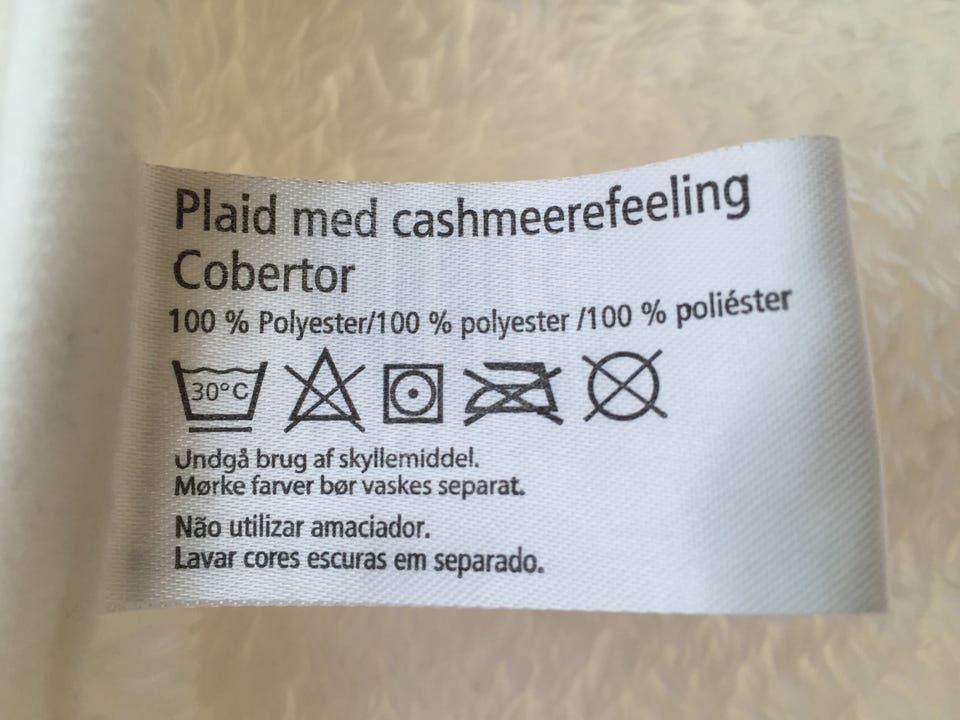 Plaid med cashmeerefeeling
Cobertor
100 % Polyester/100 % polyester /100 % poliéster
30°C
Undgå brug af skyllemiddel.
Mørke farver bør vaskes separat.
Não utilizar amaciador.
Lavar cores escuras em separado.